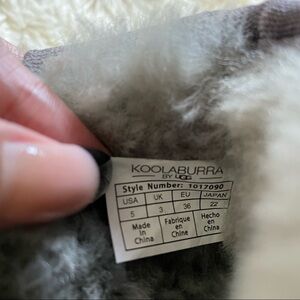 KOOLABURRA
BY UGG
Style Number: 1017090
USA UK EU JAPAN
5 3 36 22
Made in China
Fabrique en Chine
Hecho en China